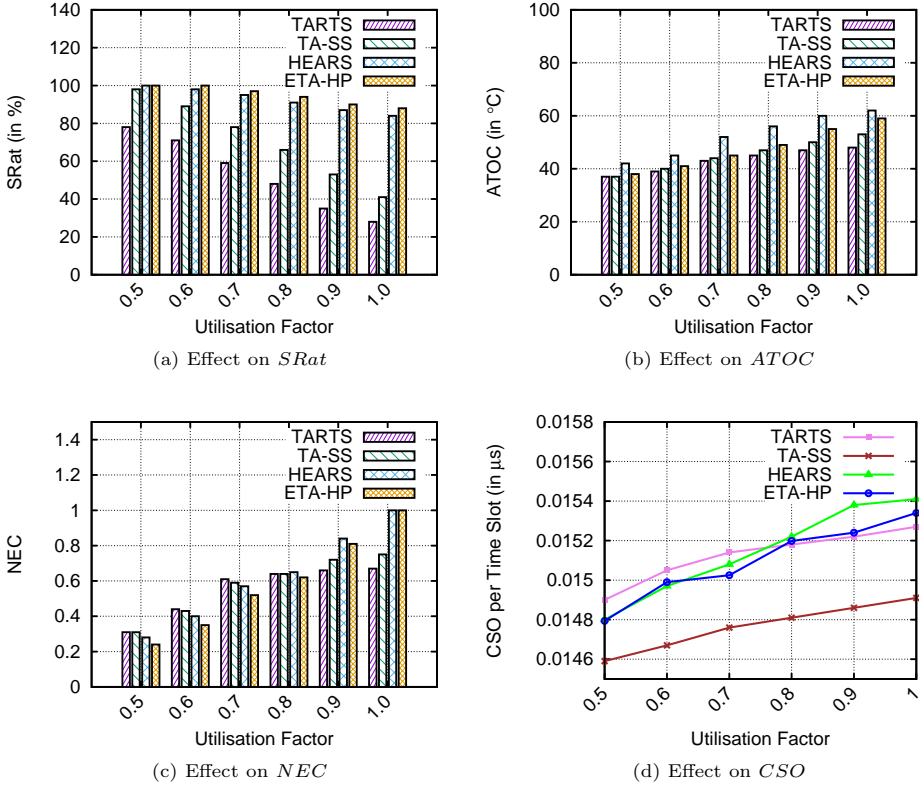 140
120
100
80
60
40
20
0
SRat (in %)
TARTS
TA-SS
HEARS
ETA-HP
0.5
0.6
0.7
0.8
0.9
1.0
Utilisation Factor
(a) Effect on SRat
100
80
60
40
20
0
ATOC (in °C)
TARTS
TA-SS
HEARS
ETA-HP
0.5
0.6
0.7
0.8
0.9
1.0
Utilisation Factor
(b) Effect on ATOC
1.4
1.2
1
0.8
0.6
0.4
0.2
0
NEC
TARTS
TA-SS
HEARS
ETA-HP
0.5
0.6
0.7
0.8
0.9
1.0
Utilisation Factor
(c) Effect on NEC
0.0158
0.0156
0.0154
0.0152
0.015
0.0148
0.0146
CSO per Time Slot (in µs)
TARTS
TA-SS
HEARS
ETA-HP
0.5
0.6
0.7
0.8
0.9
1
Utilisation Factor
(d) Effect on CSO